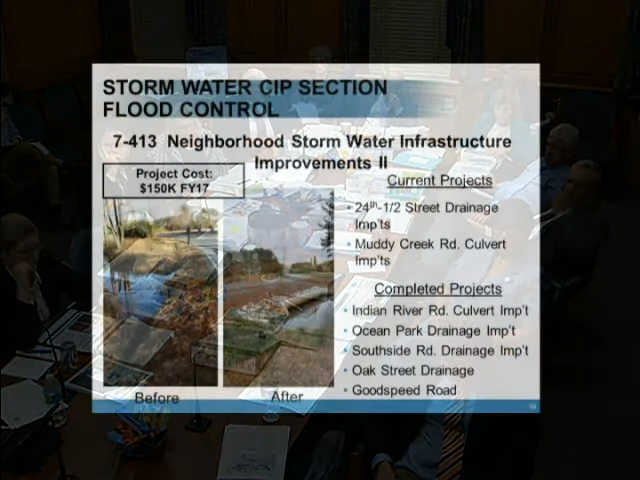 STORM WATER CIP SECTION
FLOOD CONTROL
7-413 Neighborhood Storm Water Infrastructure
Improvements II
Project Cost:
$150K FY17
Current Projects
• 24th-1/2 Street Drainage
Imp'ts
• Muddy Creek Rd. Culvert
Imp'ts
Completed Projects
• Indian River Rd. Culvert Imp't
• Ocean Park Drainage Imp't
• Southside Rd. Drainage Imp't
• Oak Street Drainage
• Goodspeed Road
Before
After